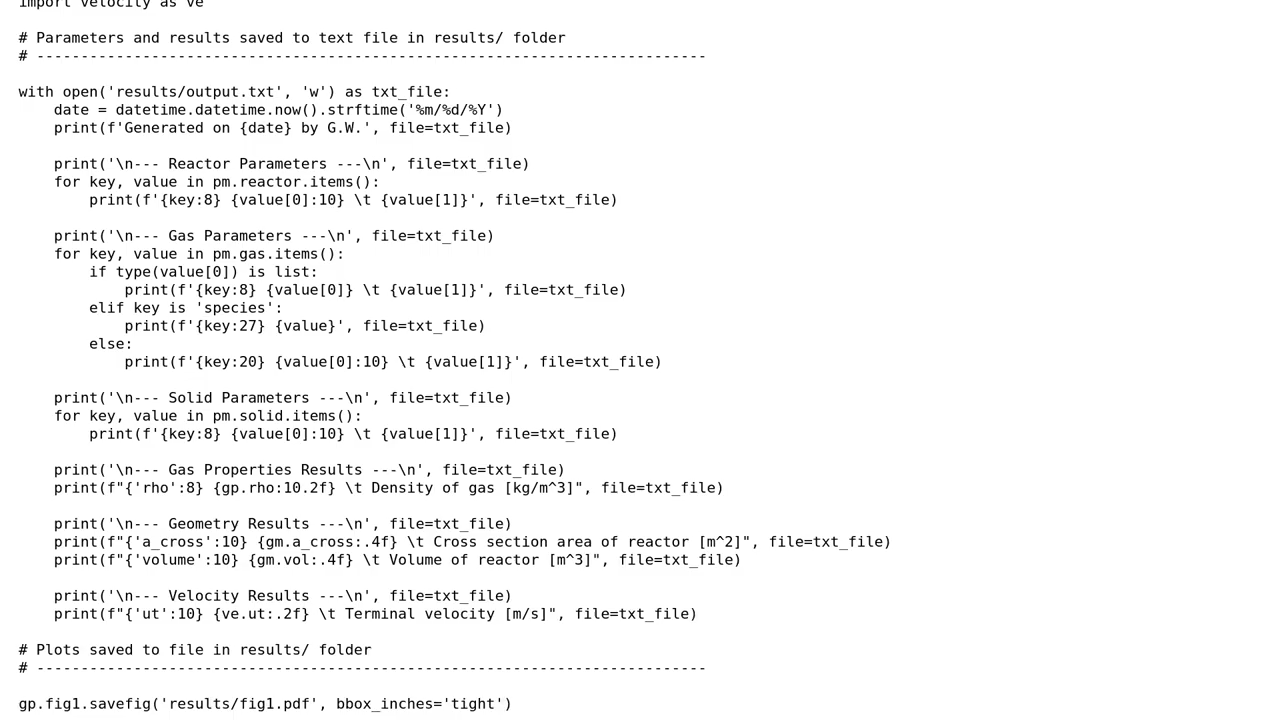 import velocity as ve

# Parameters and results saved to text file in results/ folder
# ----------------------------------------------------------------------------

with open('results/output.txt', 'w') as txt_file:
    date = datetime.datetime.now().strftime('%m/%d/%Y')
    print(f'Generated on {date} by G.W.', file=txt_file)

    print('\n--- Reactor Parameters ---\n', file=txt_file)
    for key, value in pm.reactor.items():
        print(f'{key:8} {value[0]:10} \t {value[1]}', file=txt_file)

    print('\n--- Gas Parameters ---\n', file=txt_file)
    for key, value in pm.gas.items():
        if type(value[0]) is list:
            print(f'{key:8} {value[0]} \t {value[1]}', file=txt_file)
        elif key is 'species':
            print(f'{key:27} {value}', file=txt_file)
        else:
            print(f'{key:20} {value[0]:10} \t {value[1]}', file=txt_file)

    print('\n--- Solid Parameters ---\n', file=txt_file)
    for key, value in pm.solid.items():
        print(f'{key:8} {value[0]:10} \t {value[1]}', file=txt_file)

    print('\n--- Gas Properties Results ---\n', file=txt_file)
    print(f"{'rho':8} {gp.rho:10.2f} \t Density of gas [kg/m^3]", file=txt_file)

    print('\n--- Geometry Results ---\n', file=txt_file)
    print(f"{'a_cross':10} {gm.a_cross:.4f} \t Cross section area of reactor [m^2]", file=txt_file)
    print(f"{'volume':10} {gm.vol:.4f} \t Volume of reactor [m^3]", file=txt_file)

    print('\n--- Velocity Results ---\n', file=txt_file)
    print(f"{'ut':10} {ve.ut:.2f} \t Terminal velocity [m/s]", file=txt_file)

# Plots saved to file in results/ folder
# ----------------------------------------------------------------------------

gp.fig1.savefig('results/fig1.pdf', bbox_inches='tight')